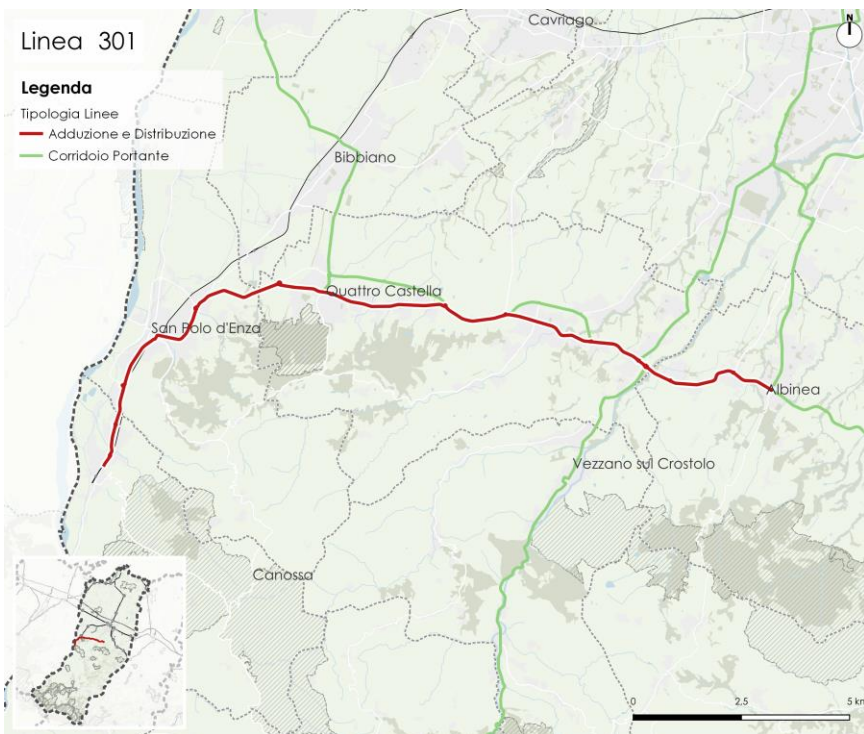 Linea 301
Legenda
Tipologia Linee
Adduzione e Distribuzione
Corridoio Portante
Cavriago
N
Bibbiano
Quattro Castella
San Polo d'Enza
Albinea
Vezzano sul Crostolo
Canossa
0 2.5 5 km